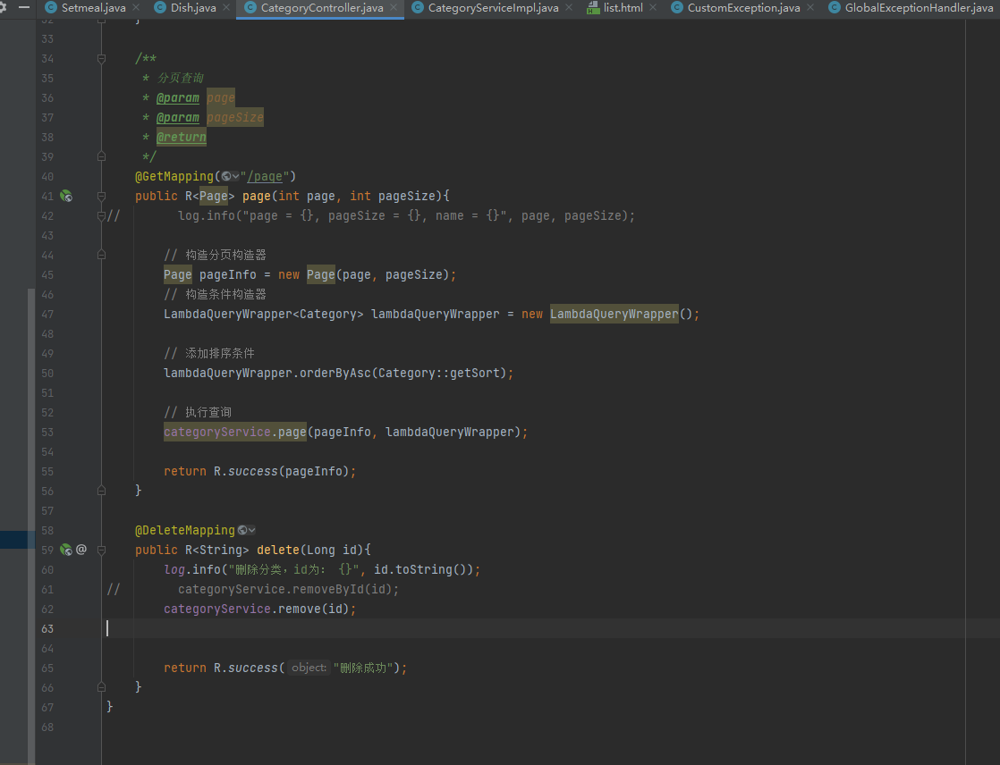 Setmeal.java Dish.java CategoryController.java CategoryServiceImpl.java list.html CustomException.java GlobalExceptionHandler.java
32 }
33
34 /**
35 * 分页查询
36 * @param page
37 * @param pageSize
38 * @return
39 */
40 @GetMapping("/page")
41 public R<Page> page(int page, int pageSize){
42 // log.info("page = {}, pageSize = {}, name = {}", page, pageSize);
43
44 // 构造分页构造器
45 Page pageInfo = new Page(page, pageSize);
46 // 构造条件构造器
47 LambdaQueryWrapper<Category> lambdaQueryWrapper = new LambdaQueryWrapper();
48
49 // 添加排序条件
50 lambdaQueryWrapper.orderByAsc(Category::getSort);
51
52 // 执行查询
53 categoryService.page(pageInfo, lambdaQueryWrapper);
54
55 return R.success(pageInfo);
56 }
57
58 @DeleteMapping
59 @ public R<String> delete(Long id){
60 log.info("删除分类，id为： {}", id.toString());
61 // categoryService.removeById(id);
62 categoryService.remove(id);
63
64
65 return R.success( object: "删除成功");
66 }
67 }
68